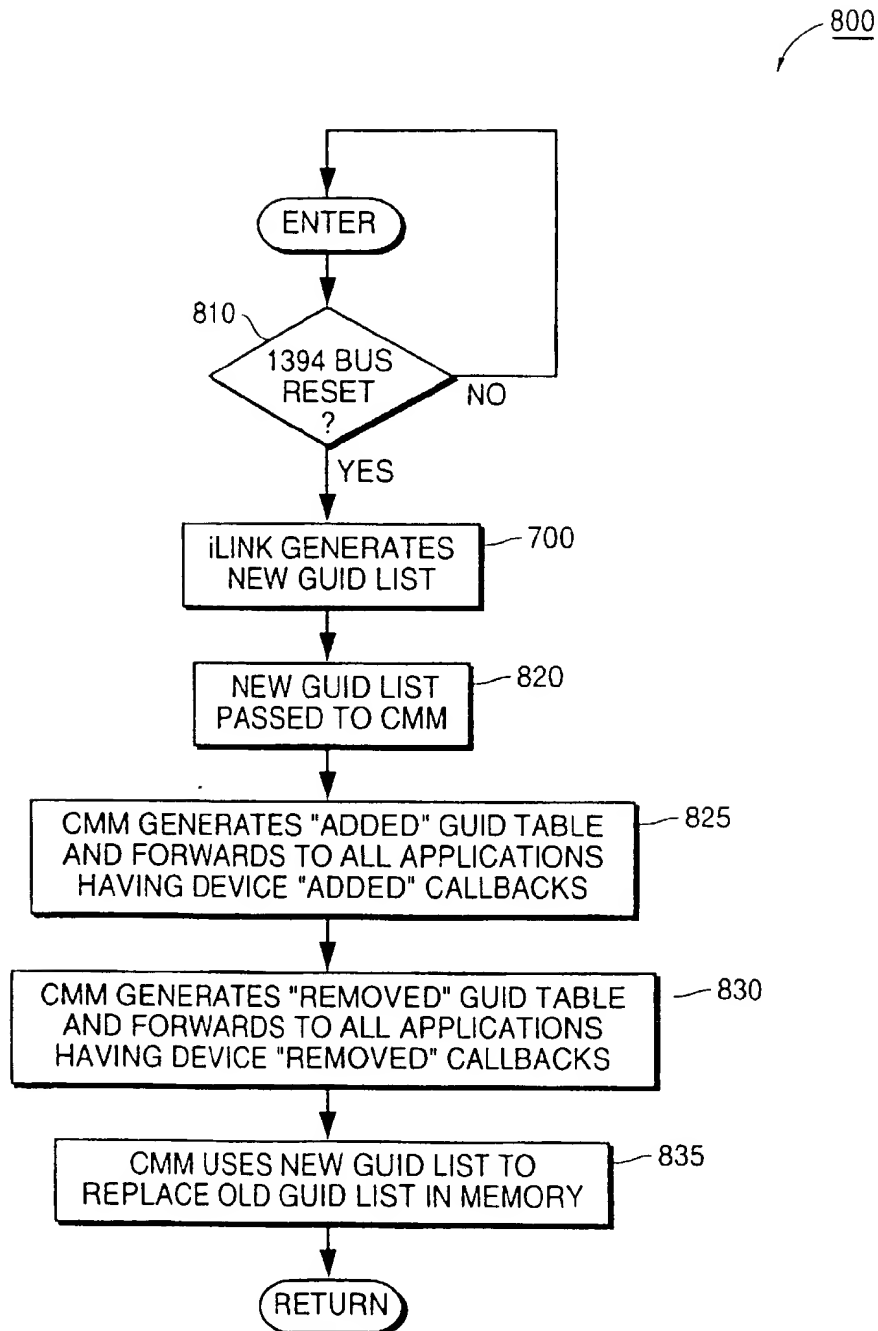 800
ENTER
810
1394 BUS
RESET
?
NO
YES
iLINK GENERATES
NEW GUID LIST
700
NEW GUID LIST
PASSED TO CMM
820
CMM GENERATES "ADDED" GUID TABLE
AND FORWARDS TO ALL APPLICATIONS
HAVING DEVICE "ADDED" CALLBACKS
825
CMM GENERATES "REMOVED" GUID TABLE
AND FORWARDS TO ALL APPLICATIONS
HAVING DEVICE "REMOVED" CALLBACKS
830
CMM USES NEW GUID LIST TO
REPLACE OLD GUID LIST IN MEMORY
835
RETURN